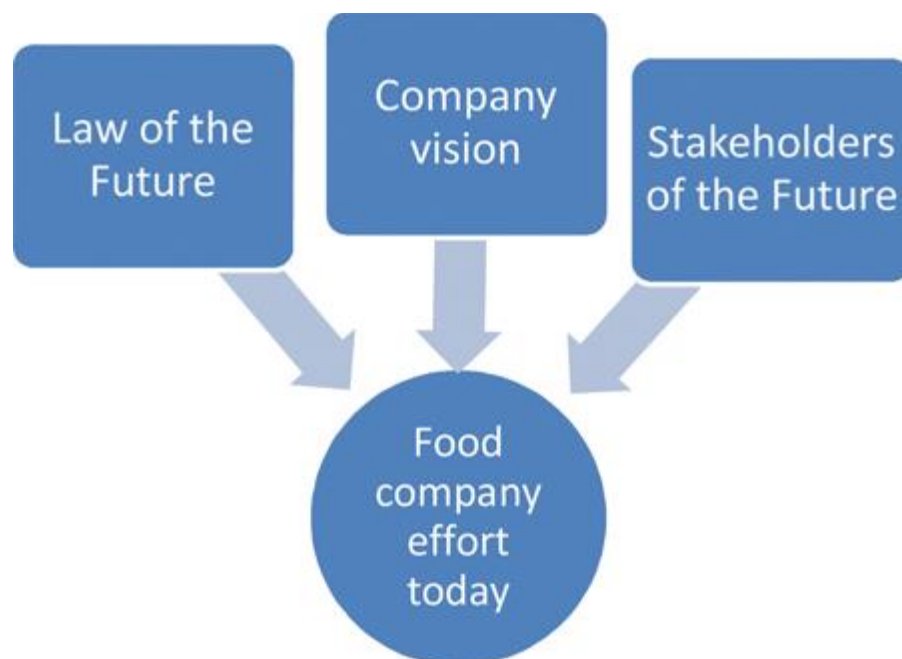 Law of the
Future
Company
vision
Stakeholders
of the Future
Food
company
effort
today